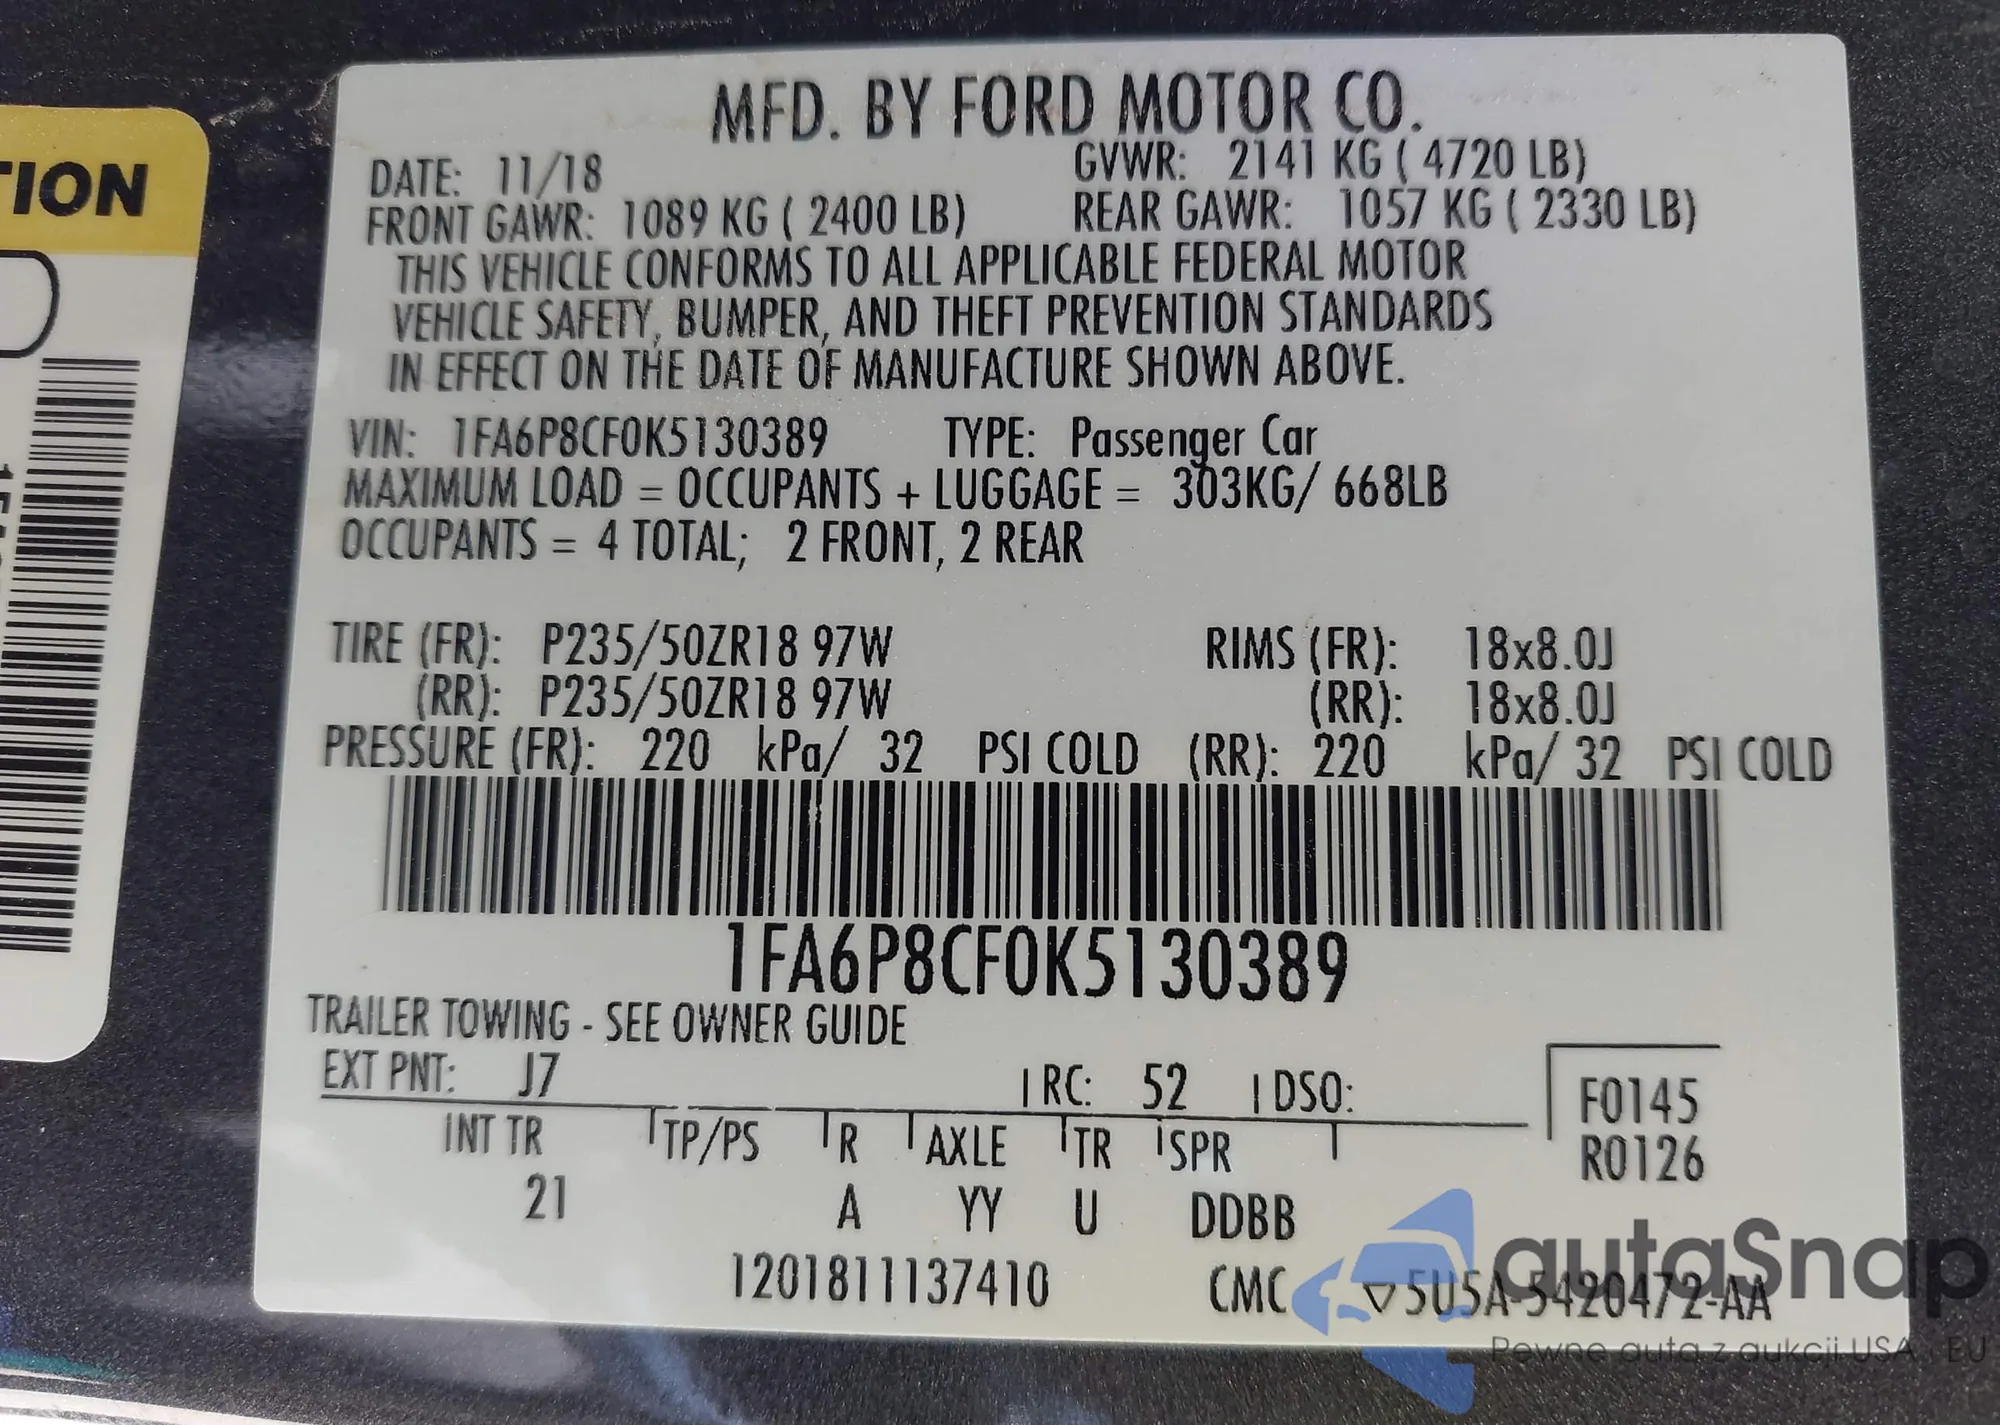 TION
MFD. BY FORD MOTOR CO.
DATE: 11/18 GVWR: 2141 KG ( 4720 LB)
FRONT GAWR: 1089 KG ( 2400 LB) REAR GAWR: 1057 KG ( 2330 LB)
THIS VEHICLE CONFORMS TO ALL APPLICABLE FEDERAL MOTOR
VEHICLE SAFETY, BUMPER, AND THEFT PREVENTION STANDARDS
IN EFFECT ON THE DATE OF MANUFACTURE SHOWN ABOVE.
VIN: 1FA6P8CF0K5130389 TYPE: Passenger Car
MAXIMUM LOAD = OCCUPANTS + LUGGAGE = 303KG/ 668LB
OCCUPANTS = 4 TOTAL; 2 FRONT, 2 REAR
TIRE (FR): P235/50ZR18 97W RIMS (FR): 18x8.0J
(RR): P235/50ZR18 97W (RR): 18x8.0J
PRESSURE (FR): 220 kPa/ 32 PSI COLD (RR): 220 kPa/ 32 PSI COLD
1FA6P8CF0K5130389
TRAILER TOWING - SEE OWNER GUIDE
EXT PNT: J7 RC: 52 DSO: F0145
INT TR TP/PS R AXLE TR SPR R0126
21 A YY U DDBB
1201811137410 CMC ▽5U5A-5420472-AA
autaSnap
Pewne auta z aukcji USA i EU